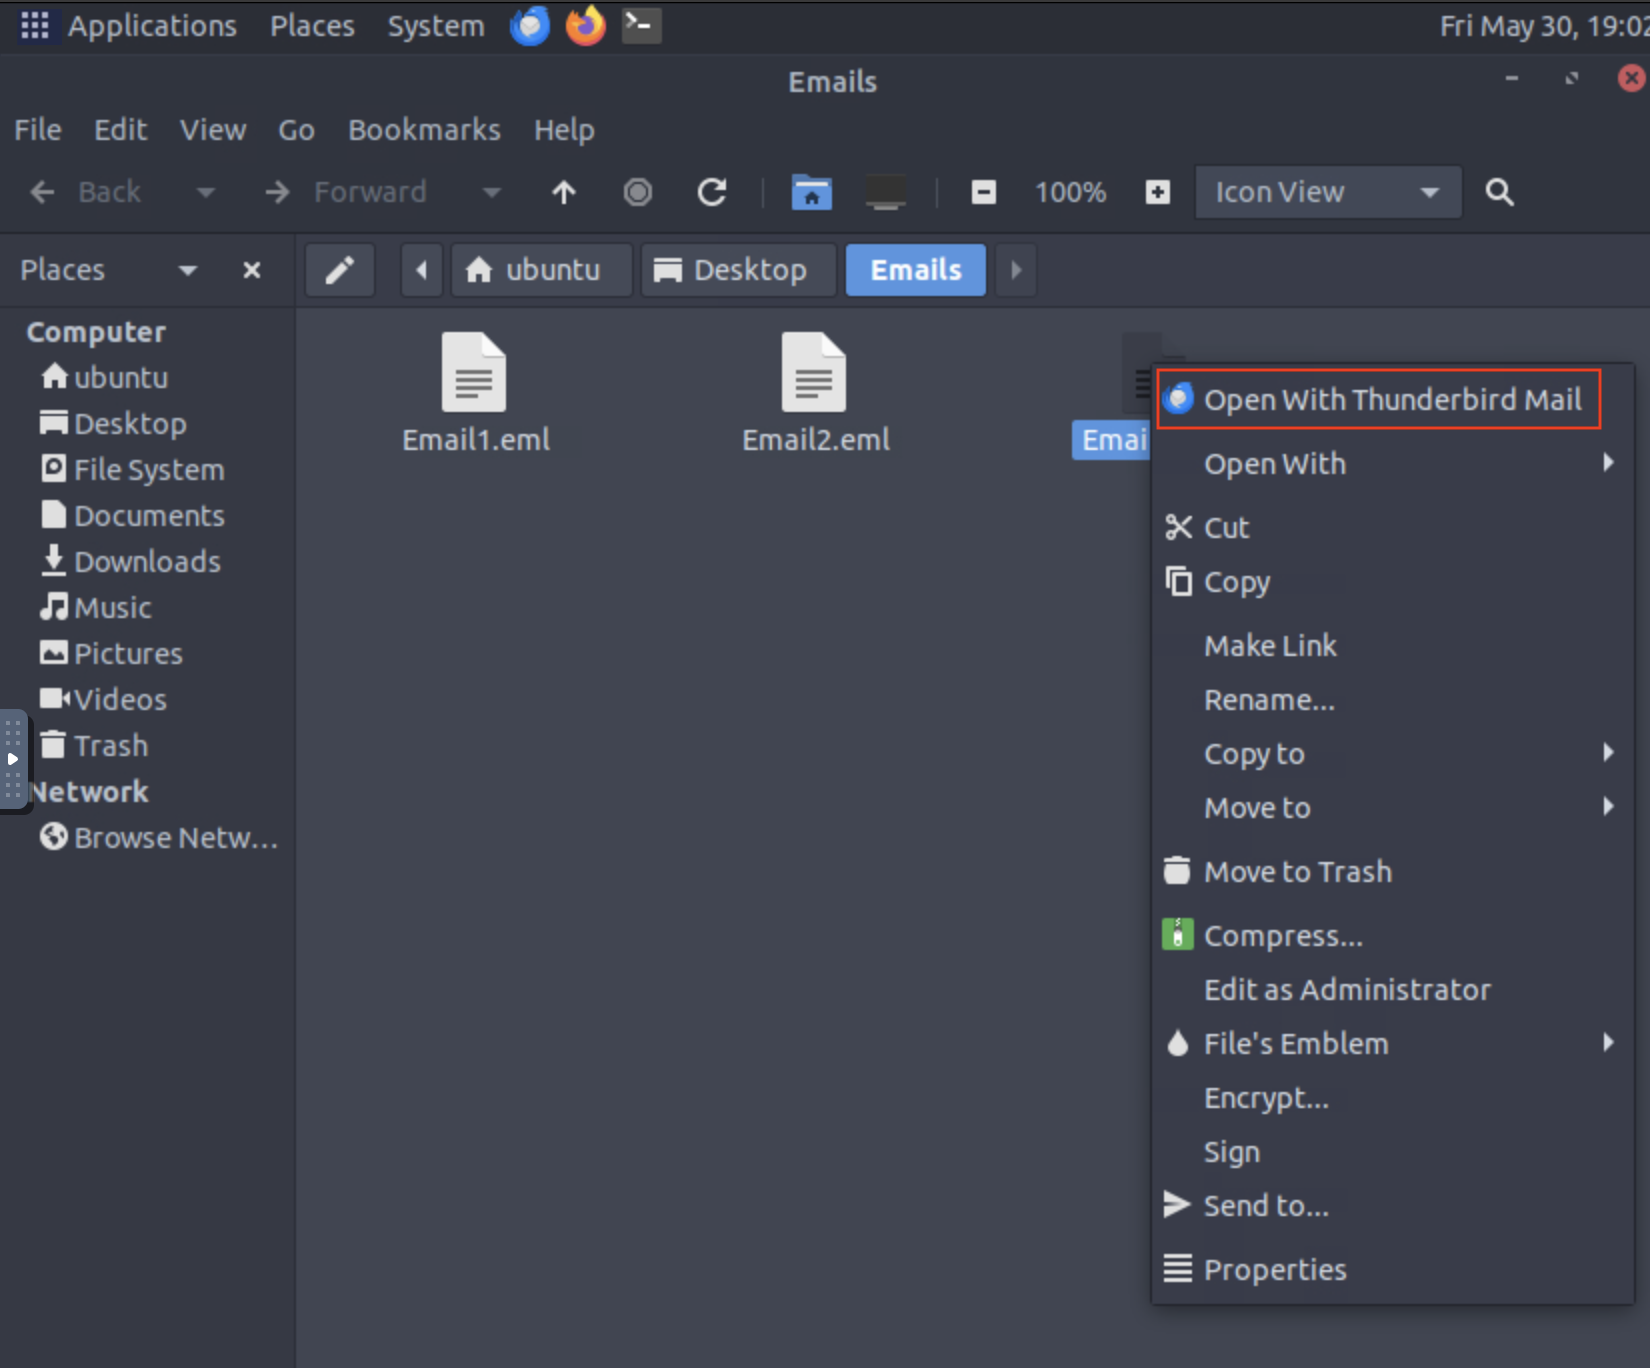 Applications Places System Fri May 30, 19:02
Emails
File Edit View Go Bookmarks Help
Back Forward 100% Icon View
Places ubuntu Desktop Emails
Computer
ubuntu
Desktop
File System
Documents
Downloads
Music
Pictures
Videos
Trash
Network
Browse Netw...
Email1.eml Email2.eml Emai
Open With Thunderbird Mail
Open With
Cut
Copy
Make Link
Rename...
Copy to
Move to
Move to Trash
Compress...
Edit as Administrator
File's Emblem
Encrypt...
Sign
Send to...
Properties